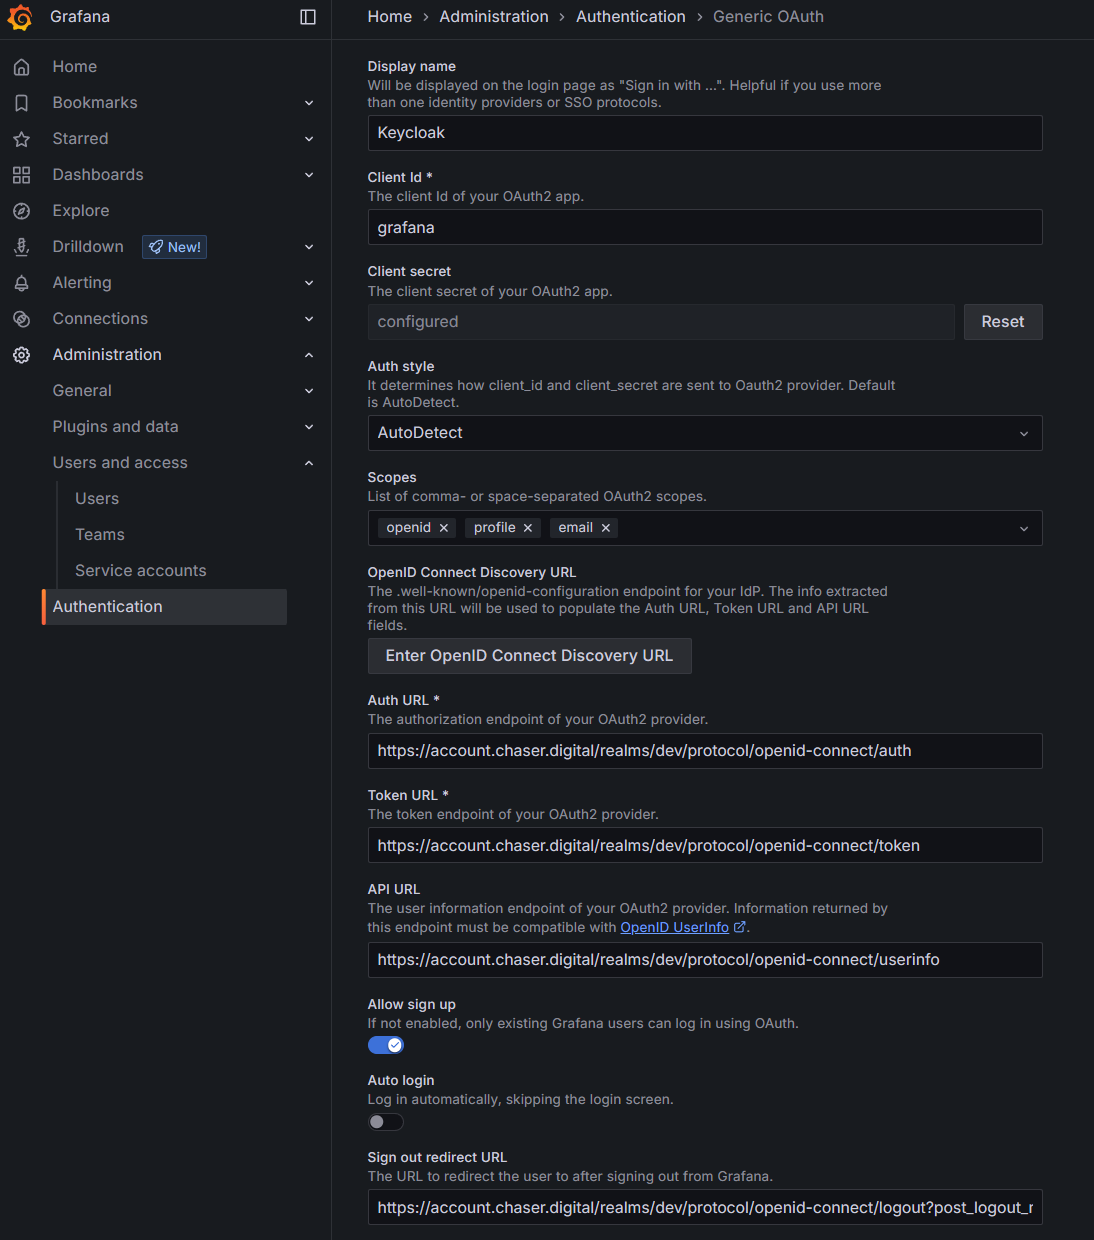 Grafana
Home › Administration › Authentication › Generic OAuth
Home
Bookmarks
Starred
Dashboards
Explore
Drilldown New!
Alerting
Connections
Administration
General
Plugins and data
Users and access
Users
Teams
Service accounts
Authentication
Display name
Will be displayed on the login page as "Sign in with ...". Helpful if you use more
than one identity providers or SSO protocols.
Keycloak
Client Id *
The client Id of your OAuth2 app.
grafana
Client secret
The client secret of your OAuth2 app.
configured
Reset
Auth style
It determines how client_id and client_secret are sent to Oauth2 provider. Default
is AutoDetect.
AutoDetect
Scopes
List of comma- or space-separated OAuth2 scopes.
openid profile email
OpenID Connect Discovery URL
The .well-known/openid-configuration endpoint for your IdP. The info extracted
from this URL will be used to populate the Auth URL, Token URL and API URL
fields.
Enter OpenID Connect Discovery URL
Auth URL *
The authorization endpoint of your OAuth2 provider.
https://account.chaser.digital/realms/dev/protocol/openid-connect/auth
Token URL *
The token endpoint of your OAuth2 provider.
https://account.chaser.digital/realms/dev/protocol/openid-connect/token
API URL
The user information endpoint of your OAuth2 provider. Information returned by
this endpoint must be compatible with OpenID UserInfo.
https://account.chaser.digital/realms/dev/protocol/openid-connect/userinfo
Allow sign up
If not enabled, only existing Grafana users can log in using OAuth.
Auto login
Log in automatically, skipping the login screen.
Sign out redirect URL
The URL to redirect the user to after signing out from Grafana.
https://account.chaser.digital/realms/dev/protocol/openid-connect/logout?post_logout_r